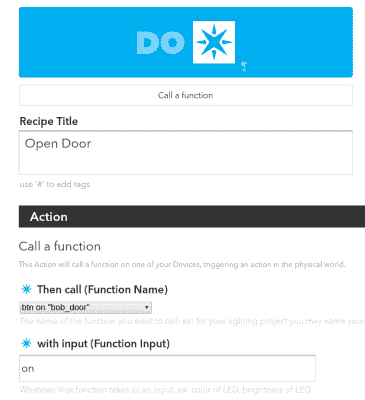 DO
Call a function
Recipe Title
Open Door
use '#' to add tags
Action
Call a function
This Action will call a function on one of your Devices, triggering an action in the physical world.
Then call (Function Name)
btn on "bob_door"
The name of the function you want to call; ex: for your lighting project you may name your
with input (Function Input)
on
Whatever that function takes as an input, ex: color of LED, brightness of LED